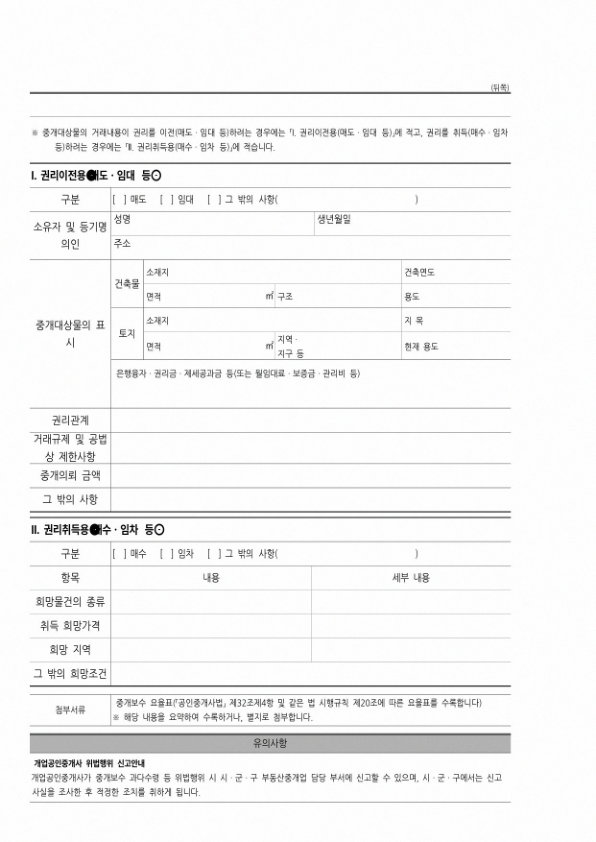 (뒤쪽)
※ 중개대상물의 거래내용이 권리를 이전(매도ㆍ임대 등)하려는 경우에는 「Ⅰ. 권리이전용(매도ㆍ임대 등)」에 적고, 권리를 취득(매수ㆍ임차
등)하려는 경우에는 「Ⅱ. 권리취득용(매수ㆍ임차 등)」에 적습니다.
Ⅰ. 권리이전용 매도ㆍ임대 등
구분 [ ] 매도 [ ] 임대 [ ] 그 밖의 사항( )
소유자 및 등기명
의인
성명 생년월일
주소
중개대상물의 표
시
건축물
소재지 건축연도
면적 ㎡ 구조 용도
토지
소재지 지 목
면적 ㎡ 지역ㆍ
지구 등
현재 용도
은행융자ㆍ권리금ㆍ제세공과금 등(또는 월임대료ㆍ보증금ㆍ관리비 등)
권리관계
거래규제 및 공법
상 제한사항
중개의뢰 금액
그 밖의 사항
Ⅱ. 권리취득용 매수ㆍ임차 등
구분 [ ] 매수 [ ] 임차 [ ] 그 밖의 사항( )
항목 내용 세부 내용
희망물건의 종류
취득 희망가격
희망 지역
그 밖의 희망조건
첨부서류
중개보수 요율표(「공인중개사법」 제32조제4항 및 같은 법 시행규칙 제20조에 따른 요율표를 수록합니다)
※ 해당 내용을 요약하여 수록하거나, 별지로 첨부합니다.
유의사항
개업공인중개사 위법행위 신고안내
개업공인중개사가 중개보수 과다수령 등 위법행위 시 시ㆍ군ㆍ구 부동산중개업 담당 부서에 신고할 수 있으며, 시ㆍ군ㆍ구에서는 신고
사실을 조사한 후 적정한 조치를 취하게 됩니다.